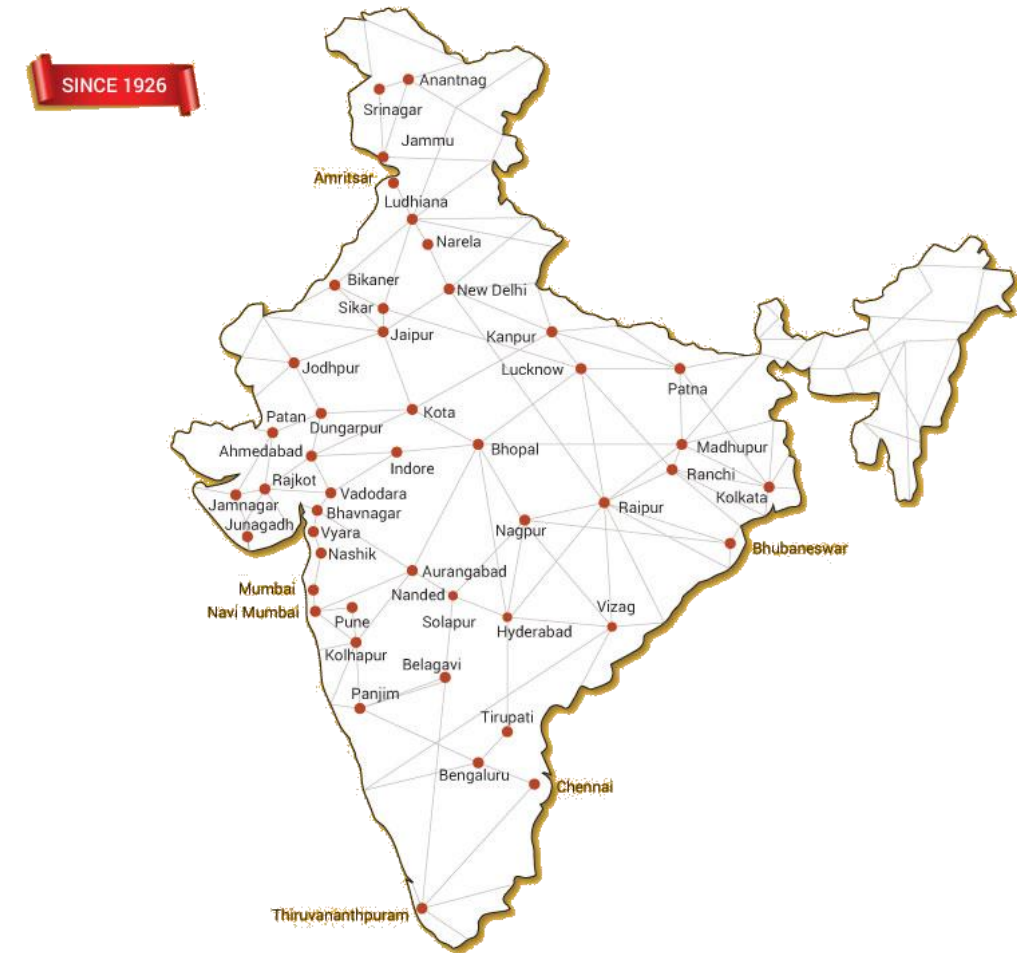 SINCE 1926
Anantnag
Srinagar
Jammu
Amritsar
Ludhiana
Narela
Bikaner
New Delhi
Sikar
Jaipur
Kanpur
Lucknow
Jodhpur
Patna
Kota
Patan
Dungarpur
Ahmedabad
Bhopal
Madhupur
Indore
Ranchi
Rajkot
Vadodara
Kolkata
Jamnagar
Raipur
Bhavnagar
Junagadh
Nagpur
Vyara
Bhubaneswar
Nashik
Aurangabad
Mumbai
Nanded
Navi Mumbai
Vizag
Pune
Solapur
Hyderabad
Kolhapur
Belagavi
Panjim
Tirupati
Bengaluru
Chennai
Thiruvananthpuram